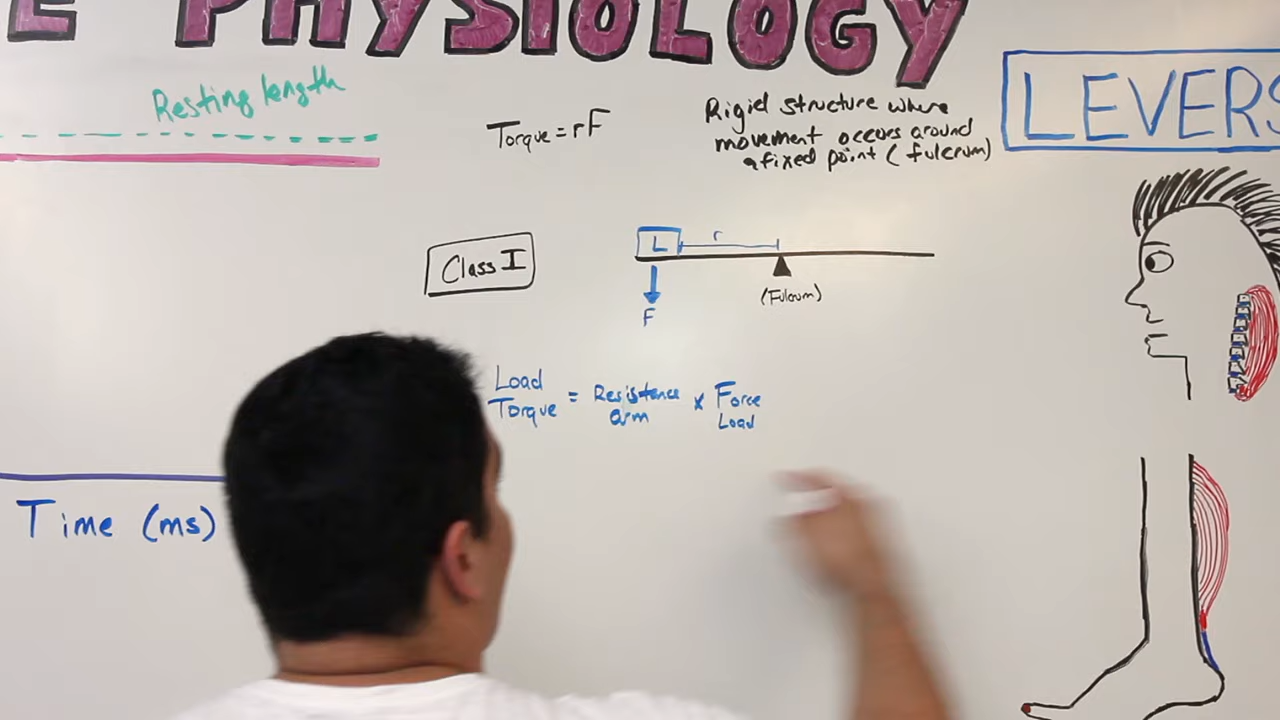 E PHYSIOLOGY
Resting length
Torque = rF
Rigid structure where
movement occurs around
a fixed point (fulcrum)
LEVERS
Class I
L
r
(Fulcrum)
F
Load
Torque = Resistance
arm × Force
Load
Time (ms)